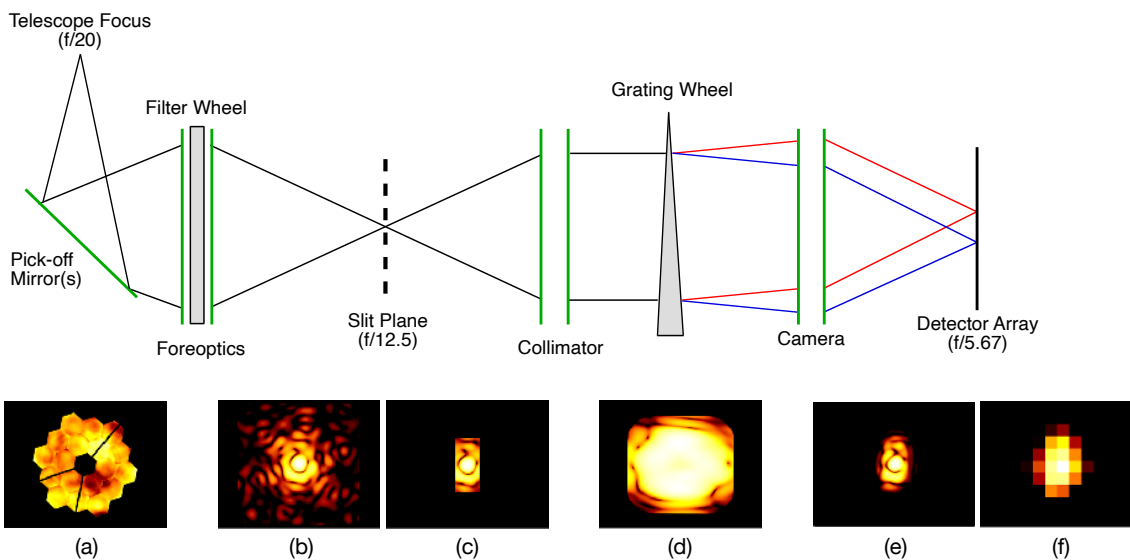 Telescope Focus
(f/20)
Filter Wheel
Grating Wheel
Pick-off
Mirror(s)
Foreoptics
Slit Plane
(f/12.5)
Collimator
Camera
Detector Array
(f/5.67)
(a)
(b)
(c)
(d)
(e)
(f)